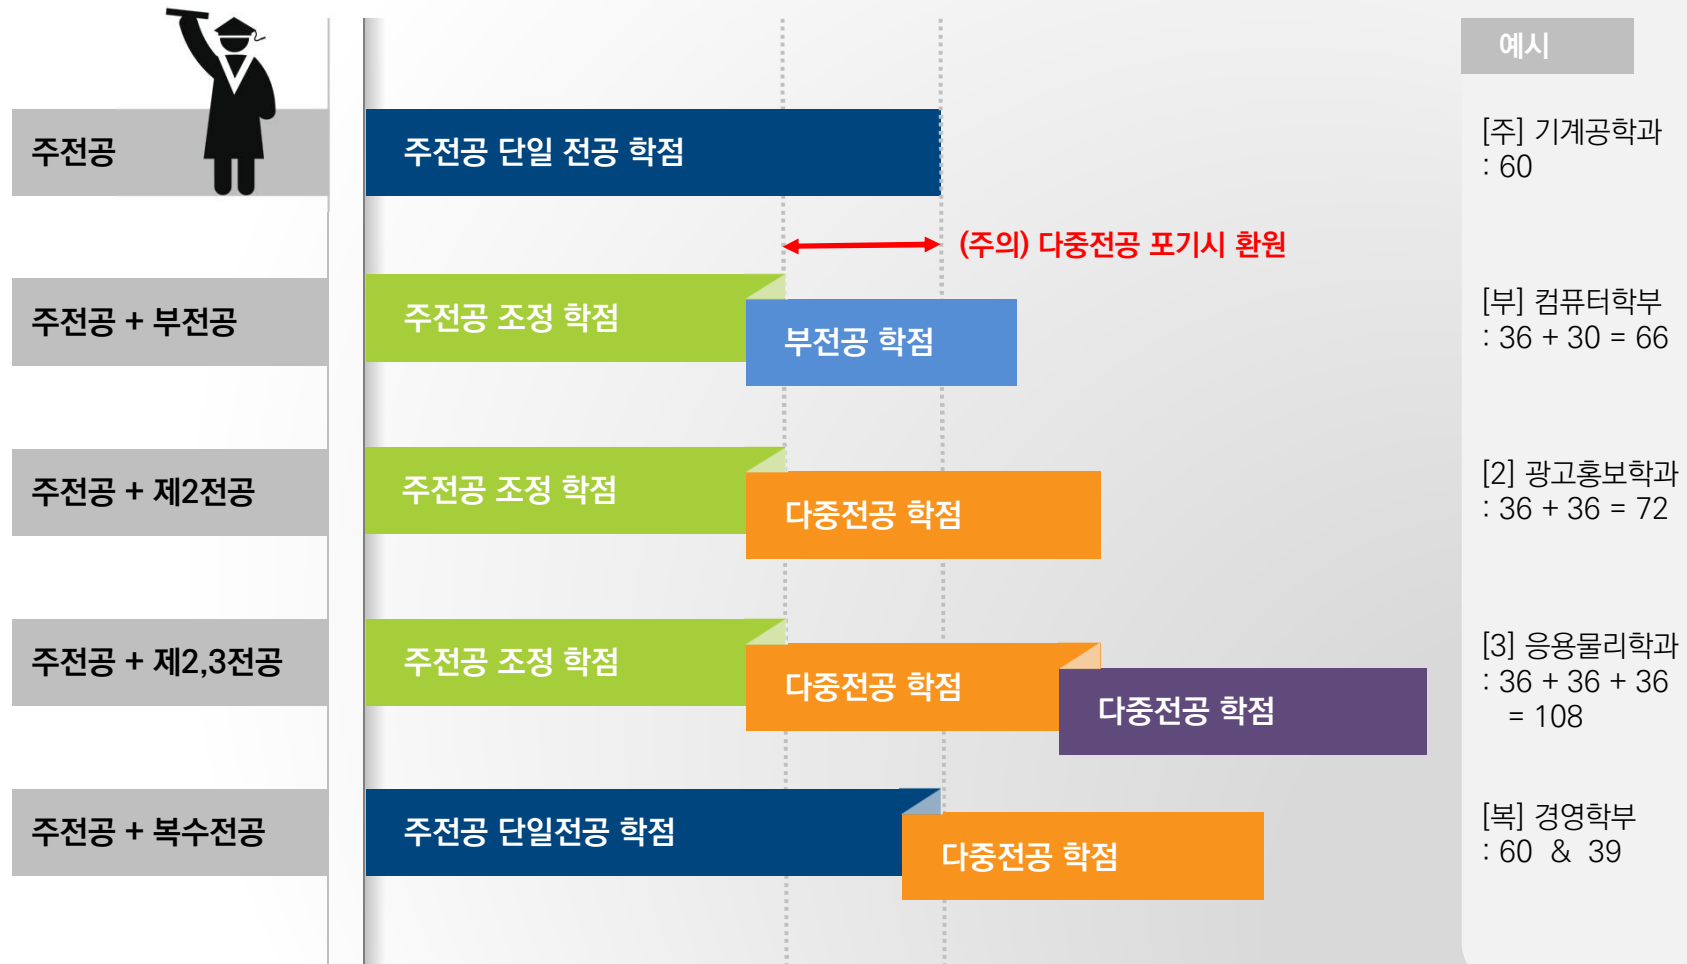 예시
주전공
주전공 단일 전공 학점
[주] 기계공학과
: 60
(주의) 다중전공 포기시 환원
주전공 + 부전공
주전공 조정 학점
부전공 학점
[부] 컴퓨터학부
: 36 + 30 = 66
주전공 + 제2전공
주전공 조정 학점
다중전공 학점
[2] 광고홍보학과
: 36 + 36 = 72
주전공 + 제2,3전공
주전공 조정 학점
다중전공 학점
다중전공 학점
[3] 응용물리학과
: 36 + 36 + 36
= 108
주전공 + 복수전공
주전공 단일전공 학점
다중전공 학점
[복] 경영학부
: 60 & 39